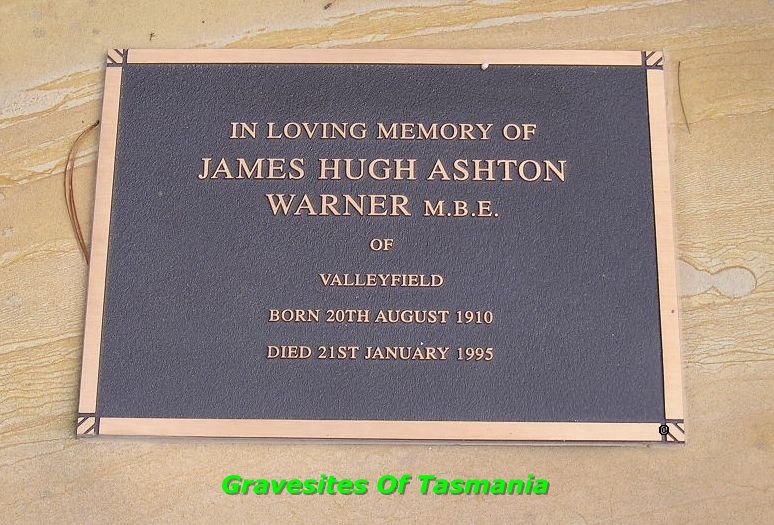 IN LOVING MEMORY OF
JAMES HUGH ASHTON
WARNER M.B.E.
OF
VALLEYFIELD
BORN 20TH AUGUST 1910
DIED 21ST JANUARY 1995
©
Gravesites Of Tasmania